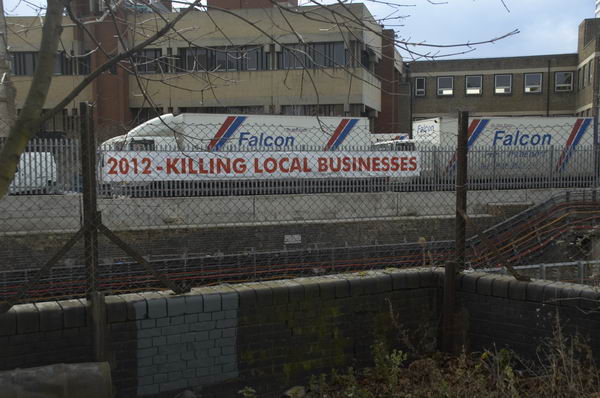 Falcon
Falcon
2012 - KILLING LOCAL BUSINESSES